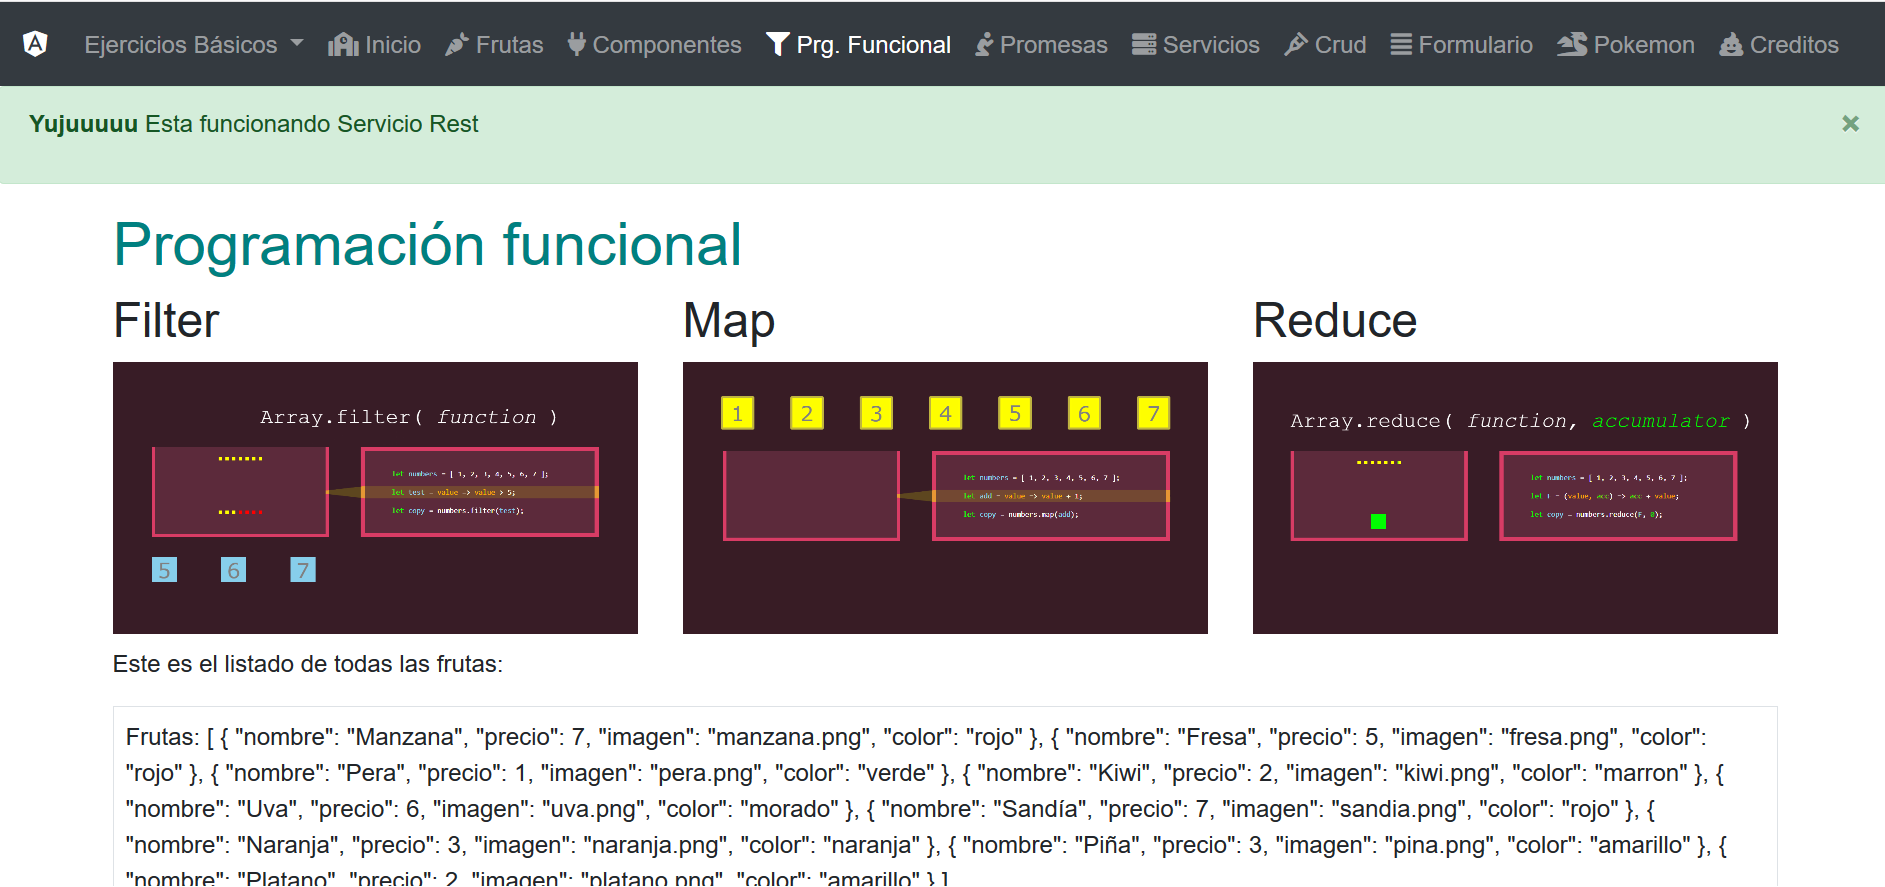 Ejercicios Básicos Inicio Frutas Componentes Prg. Funcional Promesas Servicios Crud Formulario Pokemon Creditos
Yujuuuuu Esta funcionando Servicio Rest ×
Programación funcional
Filter
Array.filter( function )
let numbers = [ 1, 2, 3, 4, 5, 6, 7 ];
let test = value => value > 5;
let copy = numbers.filter(test);
5 6 7
Map
1 2 3 4 5 6 7
let numbers = [ 1, 2, 3, 4, 5, 6, 7 ];
let add = value => value + 1;
let copy = numbers.map(add);
Reduce
Array.reduce( function, accumulator )
let numbers = [ 1, 2, 3, 4, 5, 6, 7 ];
let F = (value, acc) => acc + value;
let copy = numbers.reduce(F, 0);
Este es el listado de todas las frutas:
Frutas: [ { "nombre": "Manzana", "precio": 7, "imagen": "manzana.png", "color": "rojo" }, { "nombre": "Fresa", "precio": 5, "imagen": "fresa.png", "color":
"rojo" }, { "nombre": "Pera", "precio": 1, "imagen": "pera.png", "color": "verde" }, { "nombre": "Kiwi", "precio": 2, "imagen": "kiwi.png", "color": "marron" }, {
"nombre": "Uva", "precio": 6, "imagen": "uva.png", "color": "morado" }, { "nombre": "Sandía", "precio": 7, "imagen": "sandia.png", "color": "rojo" }, {
"nombre": "Naranja", "precio": 3, "imagen": "naranja.png", "color": "naranja" }, { "nombre": "Piña", "precio": 3, "imagen": "pina.png", "color": "amarillo" }, {
"nombre": "Platano", "precio": 2, "imagen": "platano.png", "color": "amarillo" } ]